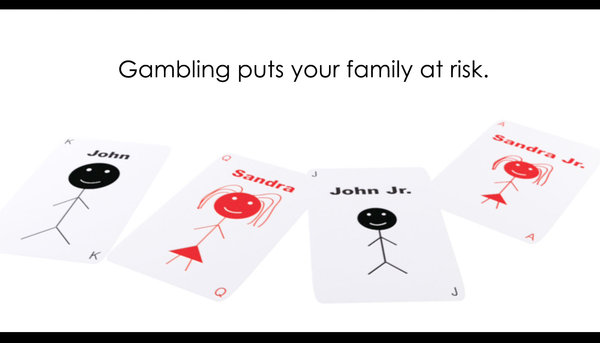 Gambling puts your family at risk.
K
John
K
Q
Sandra
Q
J
John Jr.
J
A
Sandra Jr.
A